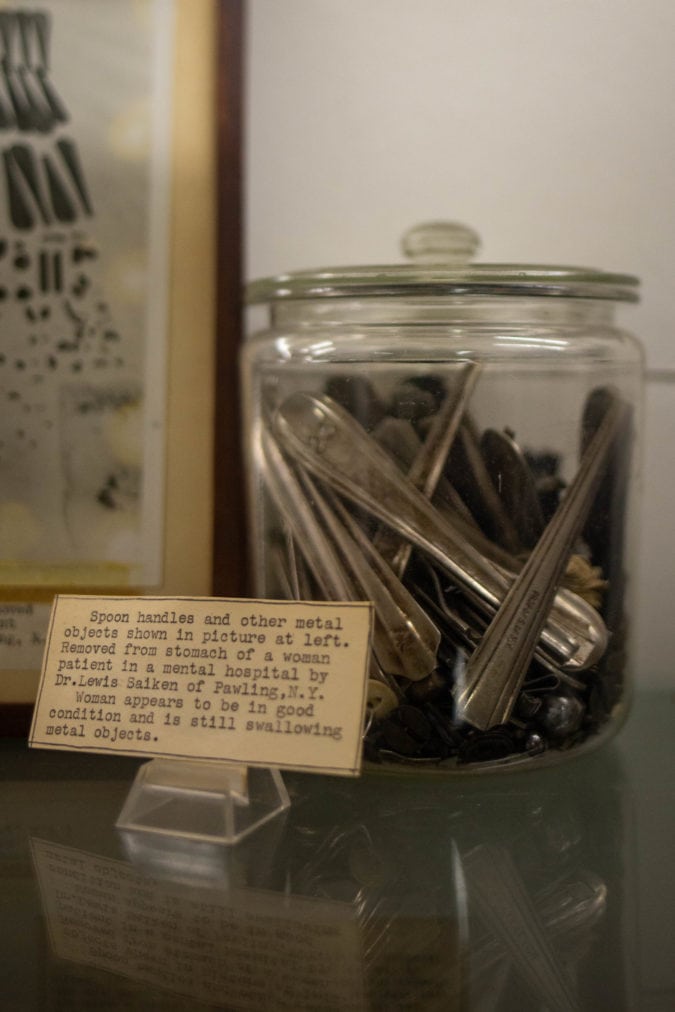 Spoon handles and other metal
objects shown in picture at left.
Removed from stomach of a woman
patient in a mental hospital by
Dr.Lewis Saiken of Pawling,N.Y.
Woman appears to be in good
condition and is still swallowing
metal objects.